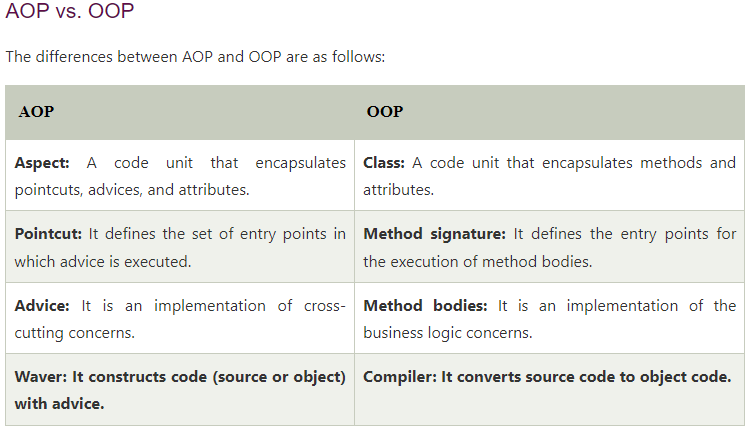 AOP vs. OOP
The differences between AOP and OOP are as follows:
AOP
OOP
Aspect: A code unit that encapsulates
pointcuts, advices, and attributes.
Class: A code unit that encapsulates methods and
attributes.
Pointcut: It defines the set of entry points in
which advice is executed.
Method signature: It defines the entry points for
the execution of method bodies.
Advice: It is an implementation of cross-
cutting concerns.
Method bodies: It is an implementation of the
business logic concerns.
Waver: It constructs code (source or object)
with advice.
Compiler: It converts source code to object code.